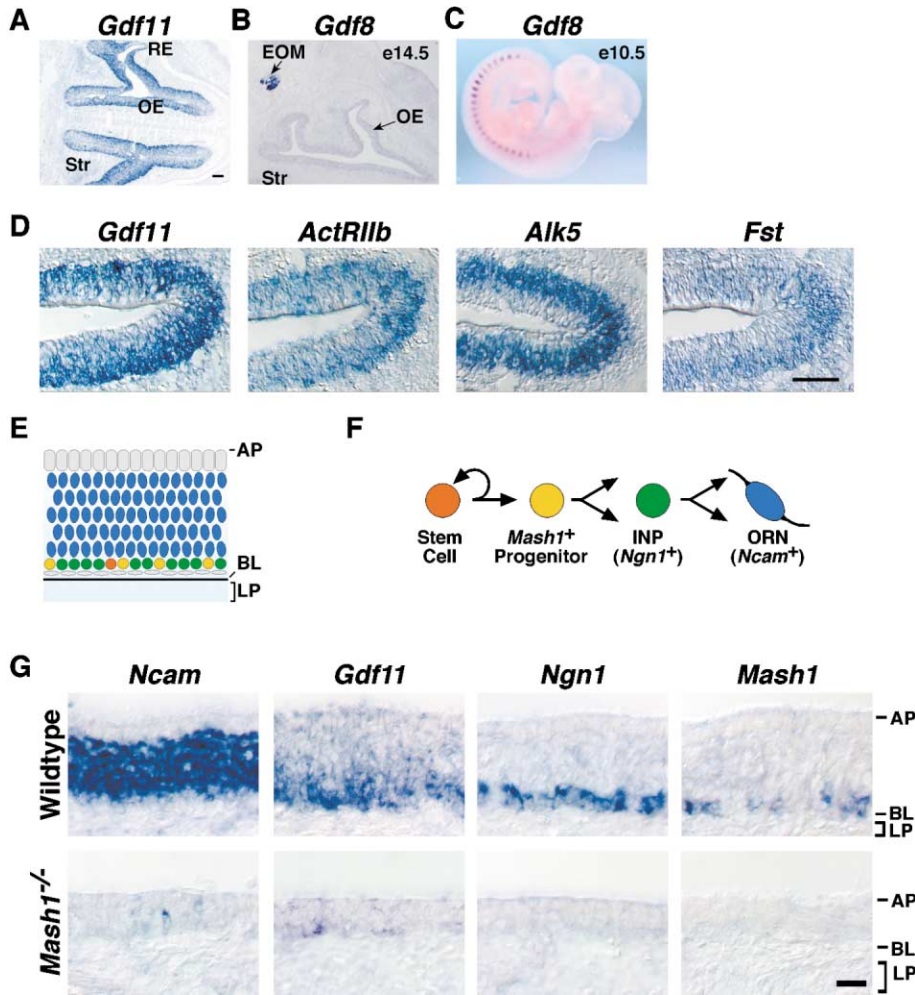 A
Gdf11
RE
OE
Str
B
Gdf8
EOM
e14.5
OE
Str
C
Gdf8
e10.5
D
Gdf11
ActRIIb
Alk5
Fst
E
AP
BL
LP
F
Stem
Cell
Mash1+
Progenitor
INP
(Ngn1+)
ORN
(Ncam+)
G
Ncam
Gdf11
Ngn1
Mash1
Wildtype
AP
BL
LP
Mash1-/-
AP
BL
LP